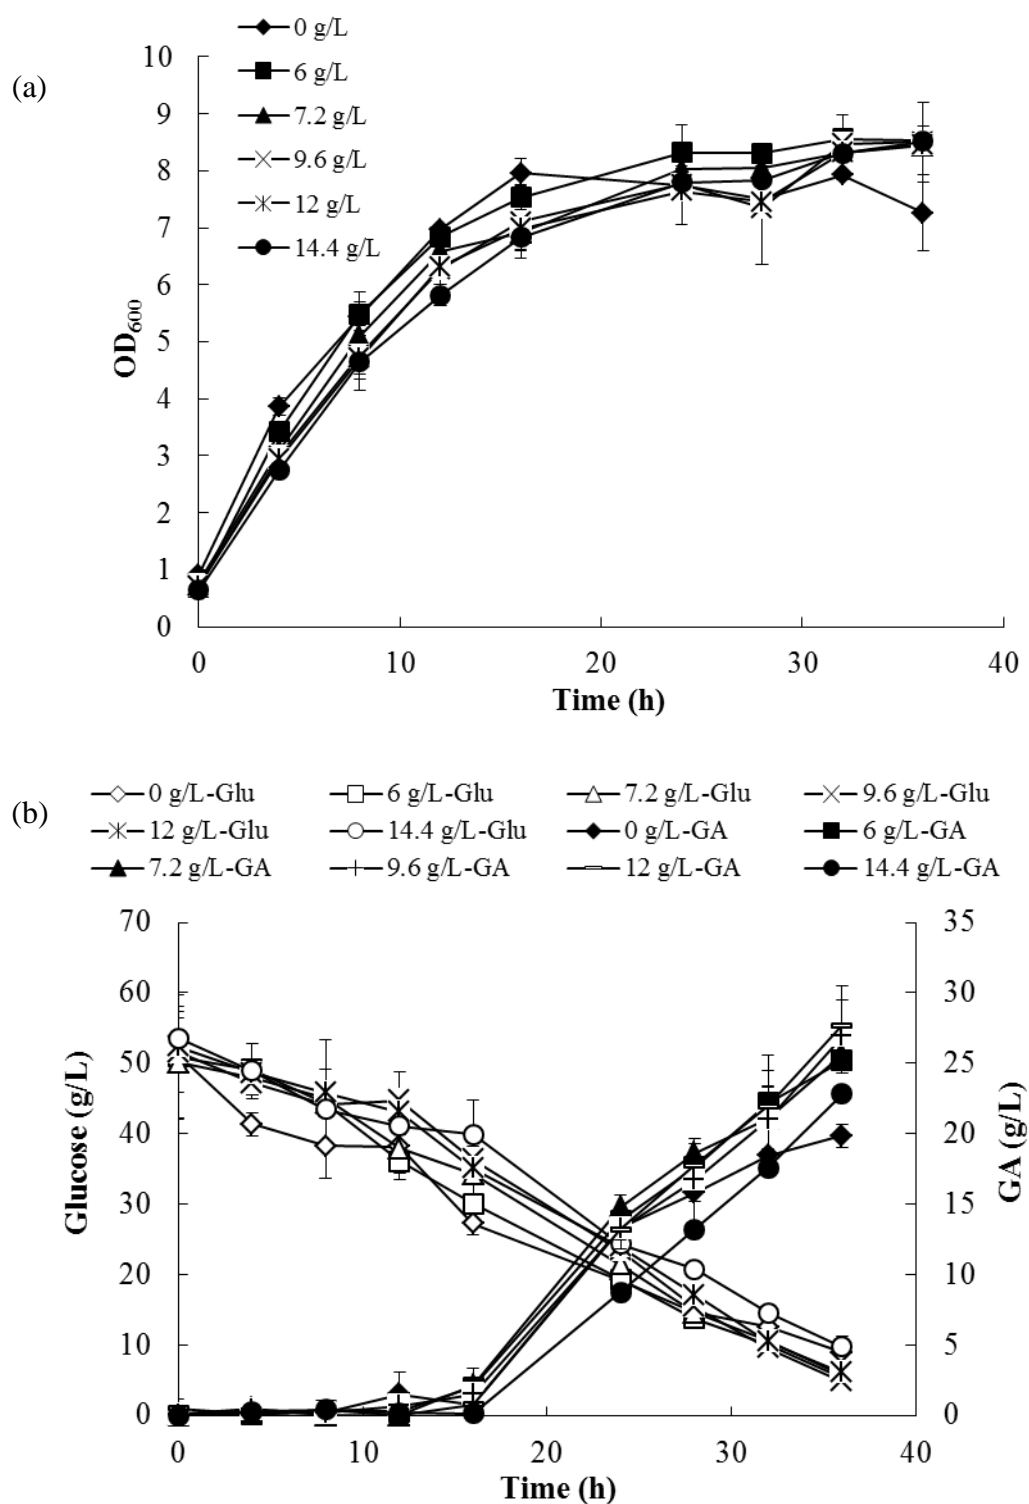 (a)
0 g/L
6 g/L
7.2 g/L
9.6 g/L
12 g/L
14.4 g/L
10
9
8
7
6
5
4
3
2
1
0
OD600
0 10 20 30 40
Time (h)
(b)
0 g/L-Glu 6 g/L-Glu 7.2 g/L-Glu 9.6 g/L-Glu
12 g/L-Glu 14.4 g/L-Glu 0 g/L-GA 6 g/L-GA
7.2 g/L-GA 9.6 g/L-GA 12 g/L-GA 14.4 g/L-GA
70 35
60 30
50 25
40 20
30 15
20 10
10 5
0 0
Glucose (g/L)
GA (g/L)
0 10 20 30 40
Time (h)